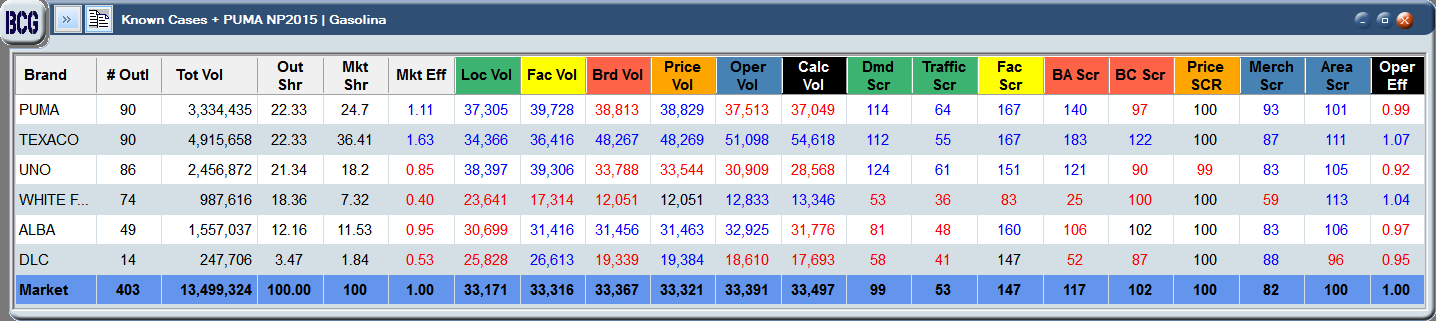 BCG » Known Cases + PUMA NP2015 | Gasolina
Brand # Outl Tot Vol Out Shr Mkt Shr Mkt Eff Loc Vol Fac Vol Brd Vol Price Vol Oper Vol Calc Vol Dmd Scr Traffic Scr Fac Scr BA Scr BC Scr Price SCR Merch Scr Area Scr Oper Eff
PUMA 90 3,334,435 22.33 24.7 1.11 37,305 39,728 38,813 38,829 37,513 37,049 114 64 167 140 97 100 93 101 0.99
TEXACO 90 4,915,658 22.33 36.41 1.63 34,366 36,416 48,267 48,269 51,098 54,618 112 55 167 183 122 100 87 111 1.07
UNO 86 2,456,872 21.34 18.2 0.85 38,397 39,306 33,788 33,544 30,909 28,568 124 61 151 121 90 99 83 105 0.92
WHITE F... 74 987,616 18.36 7.32 0.40 23,641 17,314 12,051 12,051 12,833 13,346 53 36 83 25 100 100 59 113 1.04
ALBA 49 1,557,037 12.16 11.53 0.95 30,699 31,416 31,456 31,463 32,925 31,776 81 48 160 106 102 100 83 106 0.97
DLC 14 247,706 3.47 1.84 0.53 25,828 26,613 19,339 19,384 18,610 17,693 58 41 147 52 87 100 88 96 0.95
Market 403 13,499,324 100.00 100 1.00 33,171 33,316 33,367 33,321 33,391 33,497 99 53 147 117 102 100 82 100 1.00